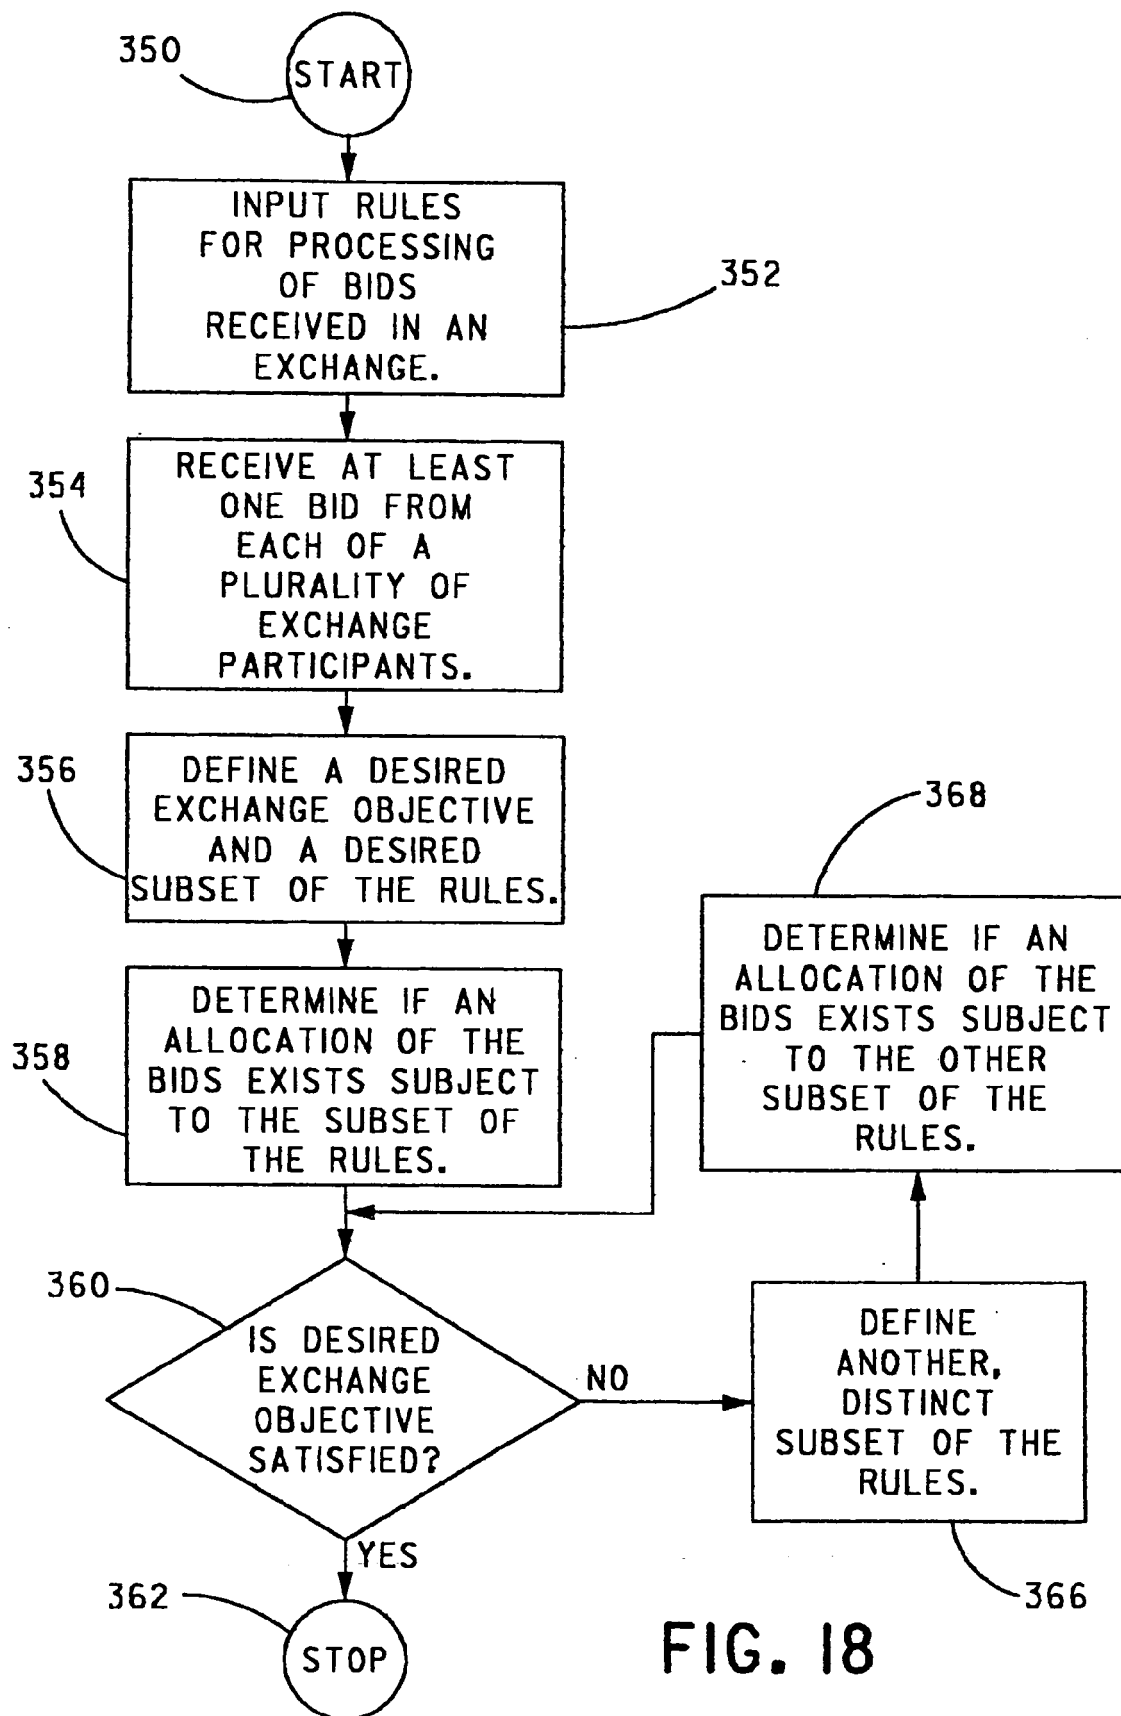 350
START
INPUT RULES
FOR PROCESSING
OF BIDS
RECEIVED IN AN
EXCHANGE.
352
RECEIVE AT LEAST
ONE BID FROM
EACH OF A
PLURALITY OF
EXCHANGE
PARTICIPANTS.
354
356
DEFINE A DESIRED
EXCHANGE OBJECTIVE
AND A DESIRED
SUBSET OF THE RULES.
358
DETERMINE IF AN
ALLOCATION OF THE
BIDS EXISTS SUBJECT
TO THE SUBSET OF
THE RULES.
368
DETERMINE IF AN
ALLOCATION OF THE
BIDS EXISTS SUBJECT
TO THE OTHER
SUBSET OF THE
RULES.
360
IS DESIRED
EXCHANGE
OBJECTIVE
SATISFIED?
NO
DEFINE
ANOTHER,
DISTINCT
SUBSET OF THE
RULES.
366
YES
362
STOP
FIG. 18